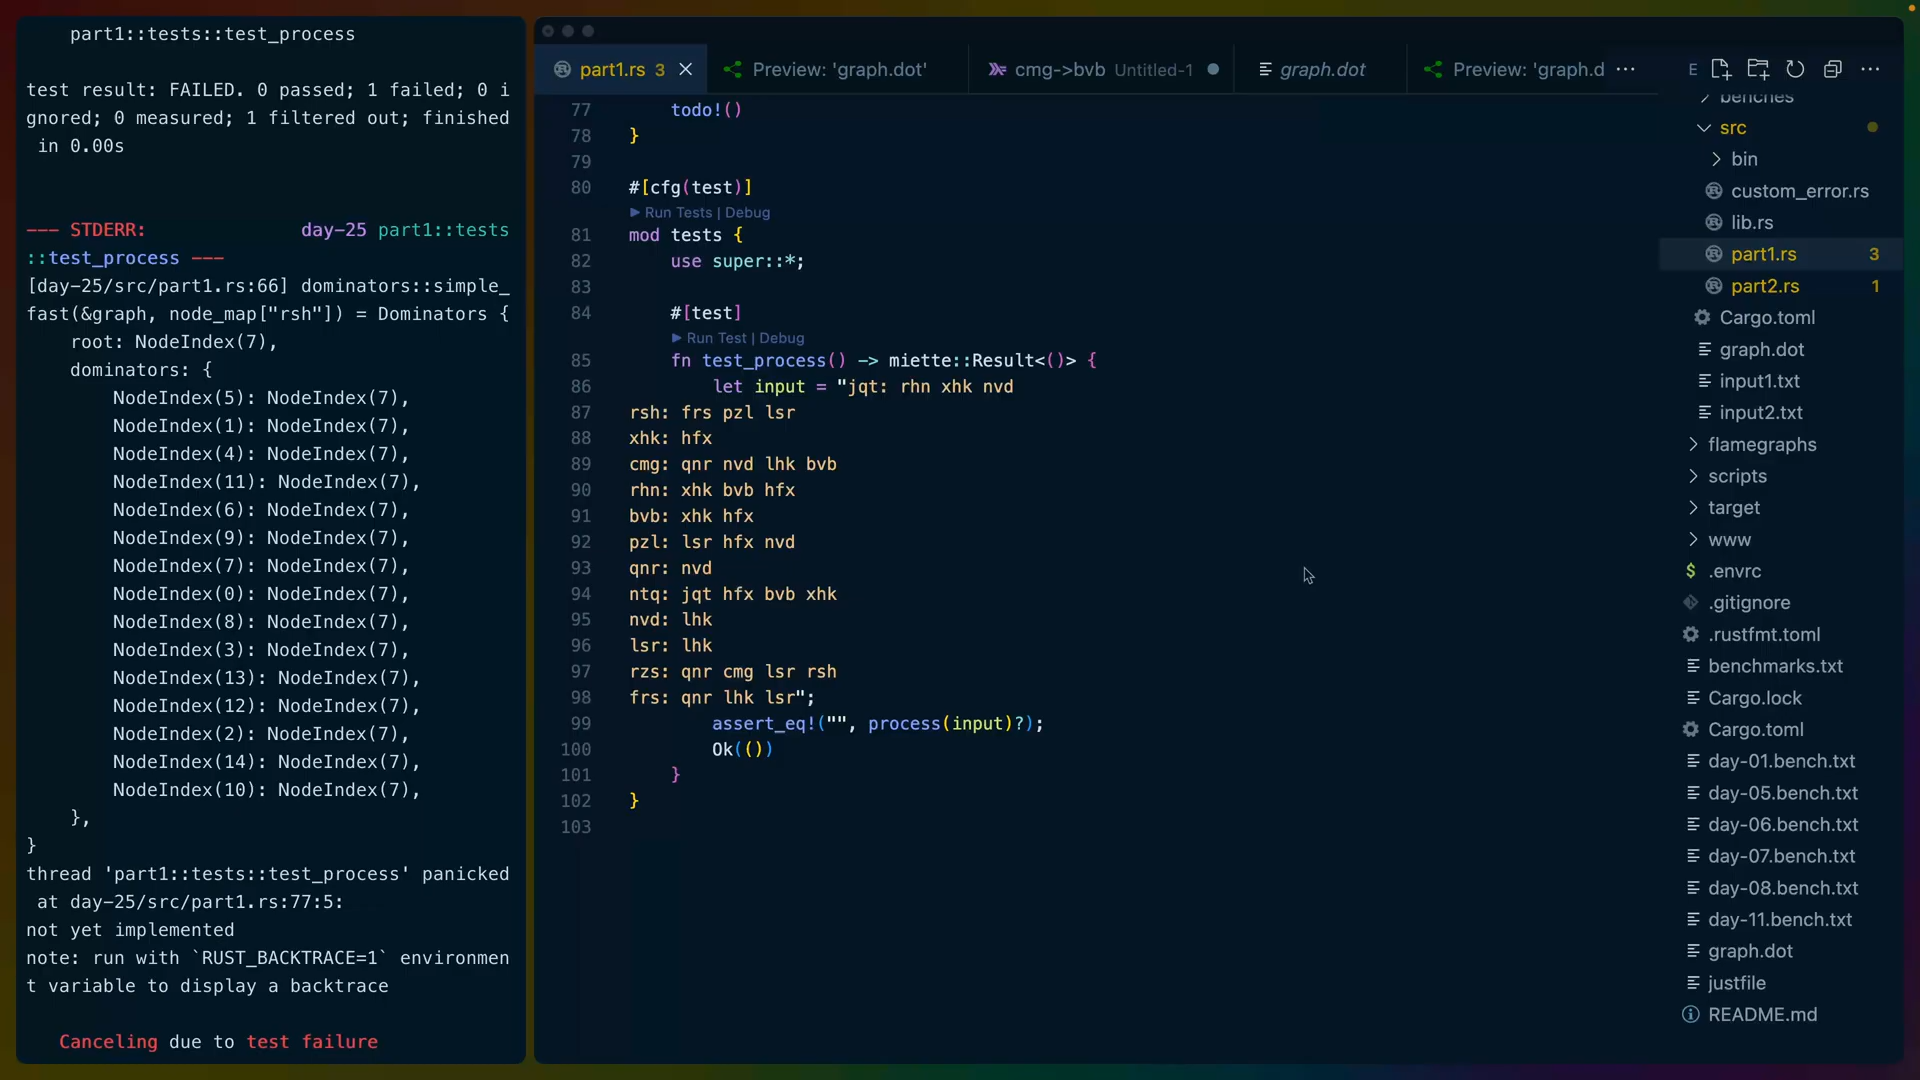 part1::tests::test_process
test result: FAILED. 0 passed; 1 failed; 0 i
gnored; 0 measured; 1 filtered out; finished
in 0.00s
--- STDERR: day-25 part1::tests
::test_process ---
[day-25/src/part1.rs:66] dominators::simple_
fast(&graph, node_map["rsh"]) = Dominators {
root: NodeIndex(7),
dominators: {
NodeIndex(5): NodeIndex(7),
NodeIndex(1): NodeIndex(7),
NodeIndex(4): NodeIndex(7),
NodeIndex(11): NodeIndex(7),
NodeIndex(6): NodeIndex(7),
NodeIndex(9): NodeIndex(7),
NodeIndex(7): NodeIndex(7),
NodeIndex(0): NodeIndex(7),
NodeIndex(8): NodeIndex(7),
NodeIndex(3): NodeIndex(7),
NodeIndex(13): NodeIndex(7),
NodeIndex(12): NodeIndex(7),
NodeIndex(2): NodeIndex(7),
NodeIndex(14): NodeIndex(7),
NodeIndex(10): NodeIndex(7),
},
}
thread 'part1::tests::test_process' panicked
at day-25/src/part1.rs:77:5:
not yet implemented
note: run with `RUST_BACKTRACE=1` environmen
t variable to display a backtrace
Canceling due to test failure
part1.rs 3 Preview: 'graph.dot' cmg->bvb Untitled-1 graph.dot Preview: 'graph.d
77 todo!()
78 }
79
80 #[cfg(test)]
Run Tests | Debug
81 mod tests {
82 use super::*;
83
84 #[test]
Run Test | Debug
85 fn test_process() -> miette::Result<()> {
86 let input = "jqt: rhn xhk nvd
87 rsh: frs pzl lsr
88 xhk: hfx
89 cmg: qnr nvd lhk bvb
90 rhn: xhk bvb hfx
91 bvb: xhk hfx
92 pzl: lsr hfx nvd
93 qnr: nvd
94 ntq: jqt hfx bvb xhk
95 nvd: lhk
96 lsr: lhk
97 rzs: qnr cmg lsr rsh
98 frs: qnr lhk lsr";
99 assert_eq!("", process(input)?);
100 Ok(())
101 }
102 }
103
E
benches
src
bin
custom_error.rs
lib.rs
part1.rs 3
part2.rs 1
Cargo.toml
graph.dot
input1.txt
input2.txt
flamegraphs
scripts
target
www
.envrc
.gitignore
.rustfmt.toml
benchmarks.txt
Cargo.lock
Cargo.toml
day-01.bench.txt
day-05.bench.txt
day-06.bench.txt
day-07.bench.txt
day-08.bench.txt
day-11.bench.txt
graph.dot
justfile
README.md